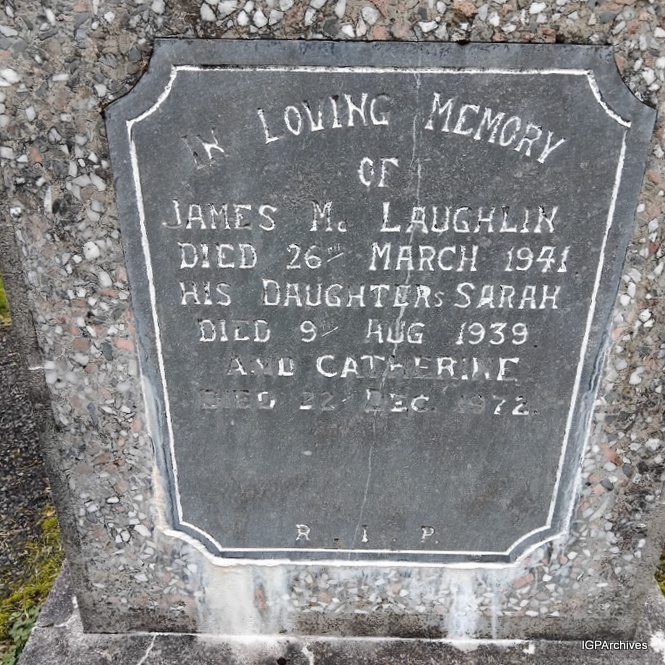 IN LOVING MEMORY
OF
JAMES Mc LAUGHLIN
DIED 26TH MARCH 1941
HIS DAUGHTERS SARAH
DIED 9TH AUG 1939
AND CATHERINE
DIED 22 DEC. 1972.
R. I. P.
IGPArchives